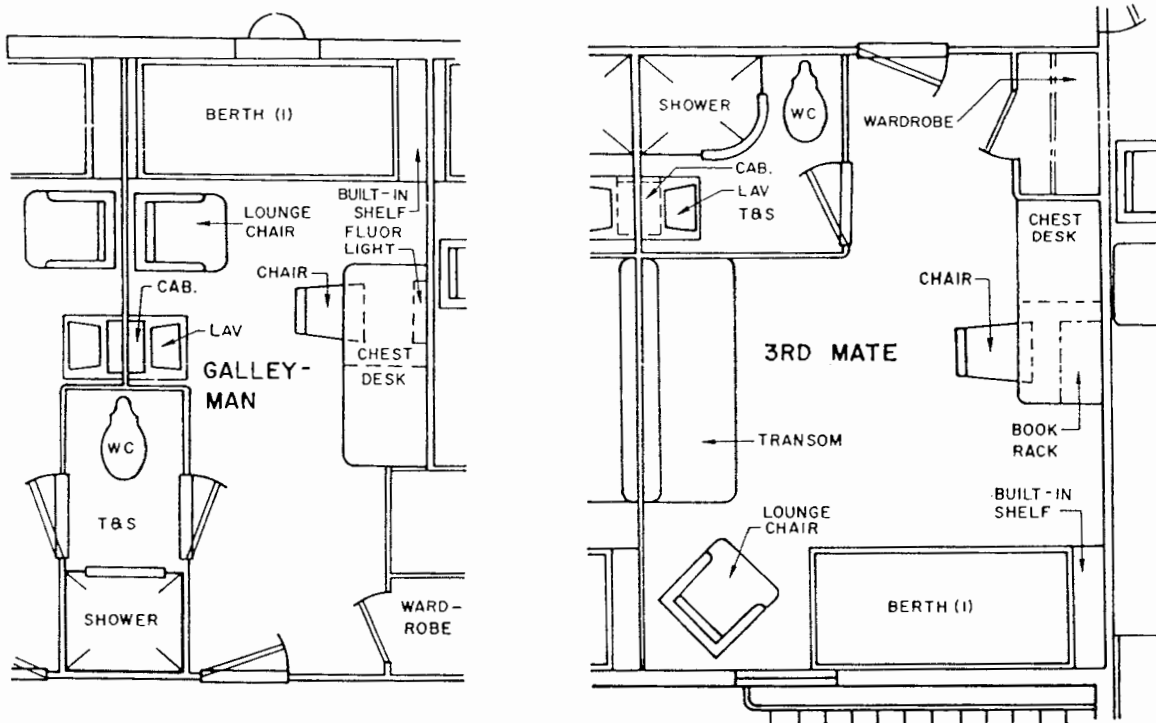 BERTH (1)
BUILT-IN
SHELF
FLUOR
LIGHT
LOUNGE
CHAIR
CHAIR
CAB.
LAV
GALLEY-
MAN
CHEST
DESK
WC
T&S
SHOWER
WARD-
ROBE
SHOWER
WC
WARDROBE
CAB.
LAV
T&S
CHEST
DESK
CHAIR
3RD MATE
TRANSOM
BOOK
RACK
BUILT-IN
SHELF
LOUNGE
CHAIR
BERTH (1)